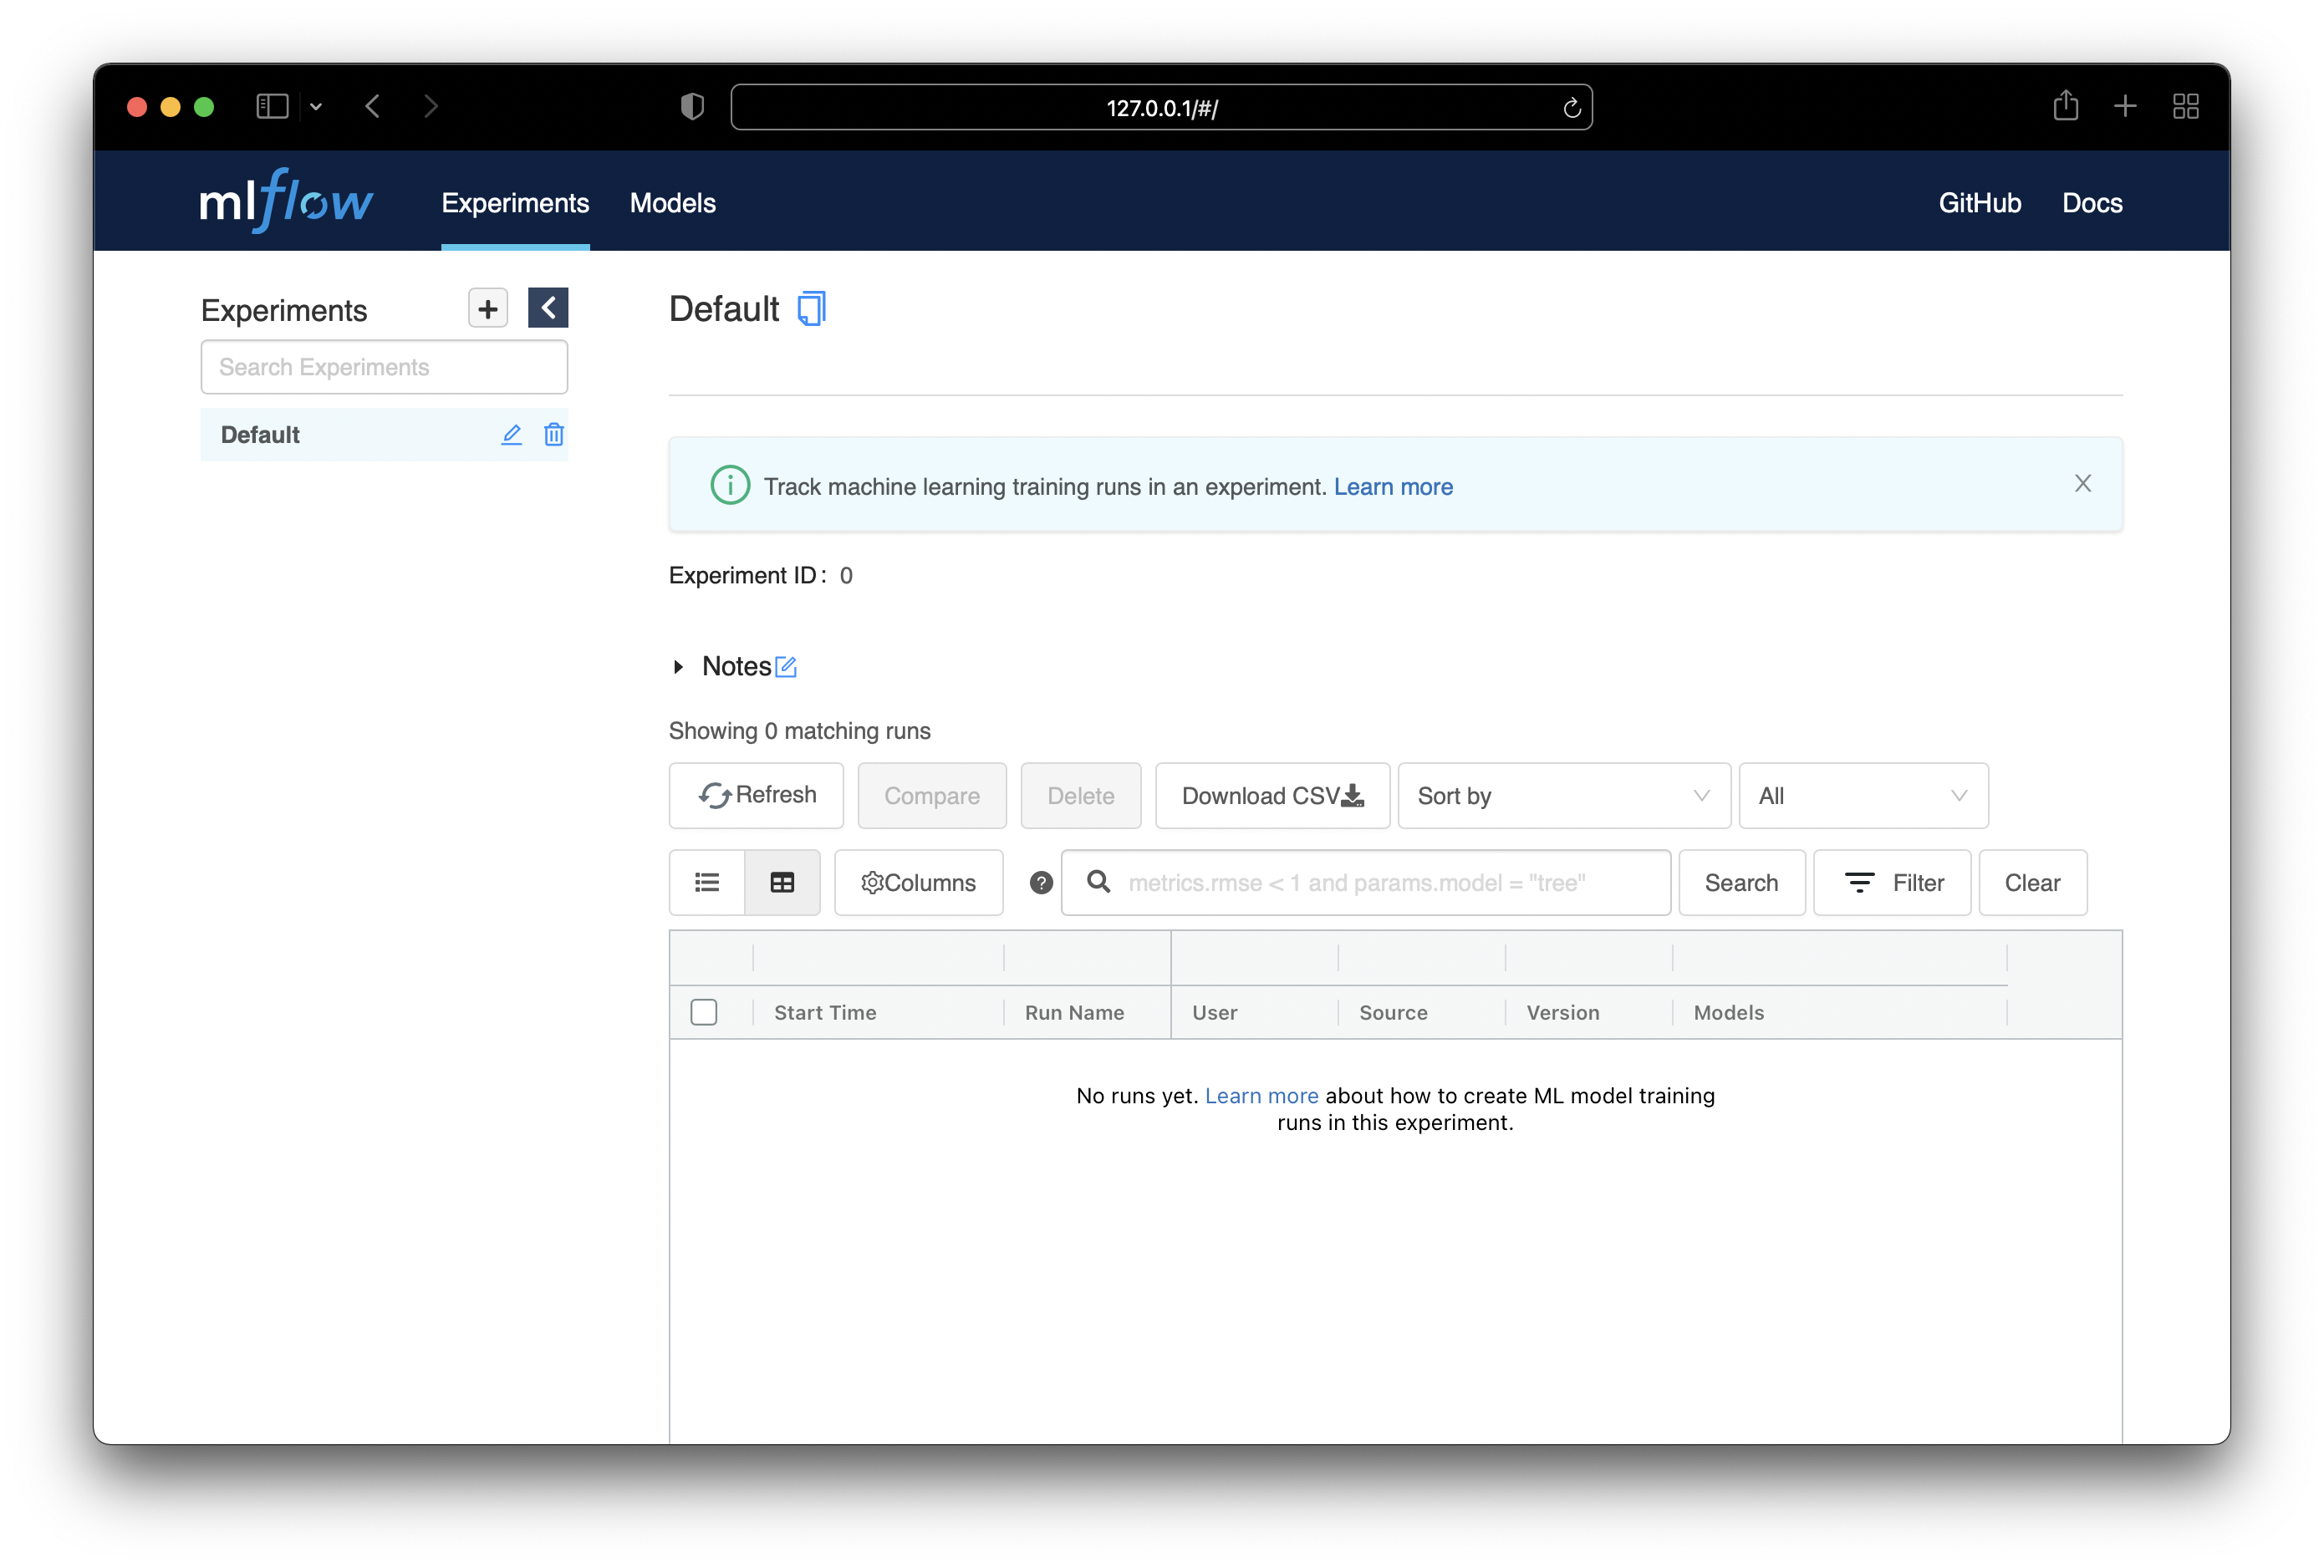 127.0.0.1/#/
mlflow Experiments Models GitHub Docs
Experiments
Search Experiments
Default
Default
Track machine learning training runs in an experiment. Learn more
Experiment ID: 0
Notes
Showing 0 matching runs
Refresh Compare Delete Download CSV Sort by All
Columns ? metrics.rmse < 1 and params.model = "tree" Search Filter Clear
Start Time Run Name User Source Version Models
No runs yet. Learn more about how to create ML model training
runs in this experiment.